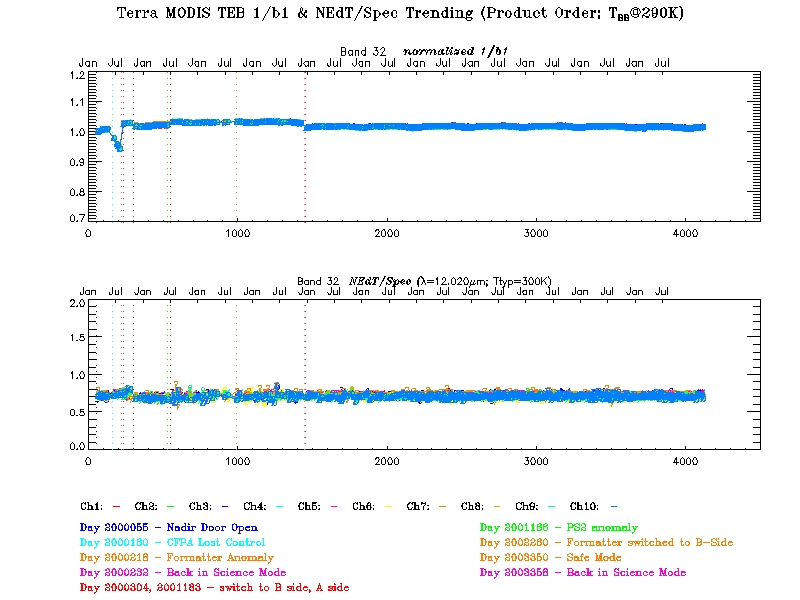 Terra MODIS TEB 1/b1 & NEdT/Spec Trending (Product Order; TBB@290K)
Band 32 normalized 1/b1
Jan Jul Jan Jul Jan Jul Jan Jul Jan Jul Jan Jul Jan Jul Jan Jul Jan Jul Jan Jul Jan Jul
1.2
1.1
1.0
0.9
0.8
0.7
0 1000 2000 3000 4000
Band 32 NEdT/Spec (λ=12.020μm; Ttyp=300K)
Jan Jul Jan Jul Jan Jul Jan Jul Jan Jul Jan Jul Jan Jul Jan Jul Jan Jul Jan Jul Jan Jul
2.0
1.5
1.0
0.5
0.0
0 1000 2000 3000 4000
Ch1: – Ch2: – Ch3: – Ch4: – Ch5: – Ch6: – Ch7: – Ch8: – Ch9: – Ch10: –
Day 2000055 – Nadir Door Open Day 2001166 – PS2 anomaly
Day 2000160 – CFPA Lost Control Day 2002260 – Formatter switched to B-Side
Day 2000218 – Formatter Anomaly Day 2003350 – Safe Mode
Day 2000232 – Back in Science Mode Day 2003358 – Back in Science Mode
Day 2000304, 2001183 – switch to B side, A side